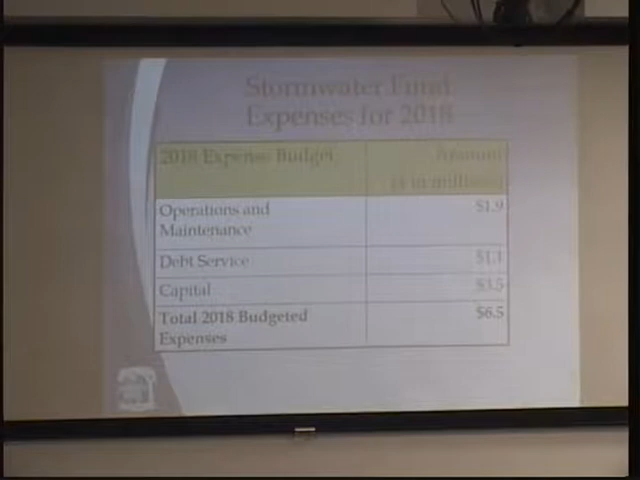 Stormwater Fund
Expenses for 2018
2018 Expense Budget
Amount
($ in millions)
Operations and
Maintenance
$1.9
Debt Service
$1.1
Capital
$3.5
Total 2018 Budgeted
Expenses
$6.5